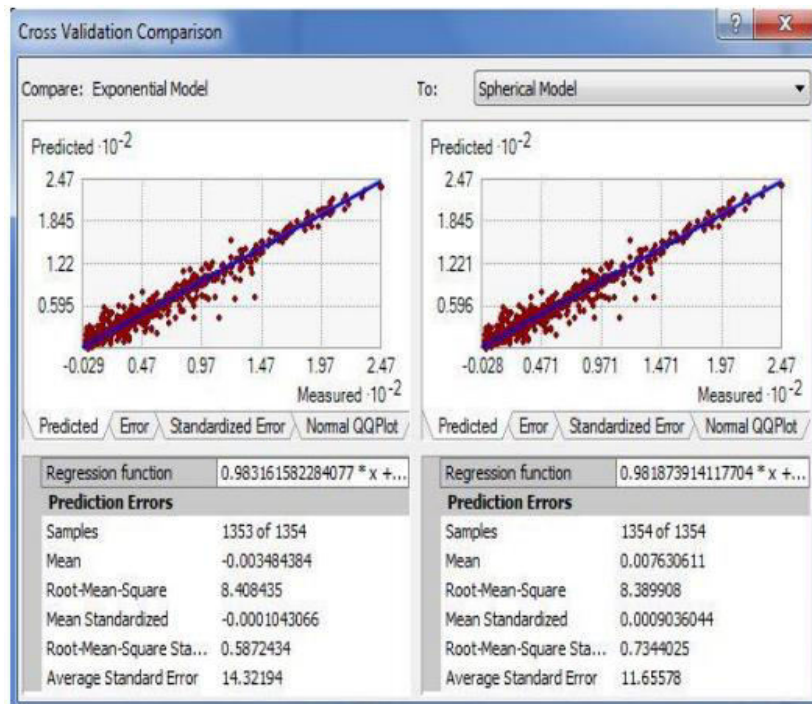 Cross Validation Comparison
Compare: Exponential Model
To: Spherical Model
Predicted ·10-2
2.47
1.845
1.22
0.595
-0.029 0.47 0.97 1.47 1.97 2.47
Measured ·10-2
Predicted Error Standardized Error Normal QQPlot
Regression function 0.983161582284077 * x +...
Prediction Errors
Samples 1353 of 1354
Mean -0.003484384
Root-Mean-Square 8.408435
Mean Standardized -0.0001043066
Root-Mean-Square Sta... 0.5872434
Average Standard Error 14.32194
Predicted ·10-2
2.47
1.845
1.221
0.596
-0.028 0.471 0.971 1.471 1.971 2.47
Measured ·10-2
Predicted Error Standardized Error Normal QQPlot
Regression function 0.981873914117704 * x +...
Prediction Errors
Samples 1354 of 1354
Mean 0.007630611
Root-Mean-Square 8.389908
Mean Standardized 0.0009036044
Root-Mean-Square Sta... 0.7344025
Average Standard Error 11.65578